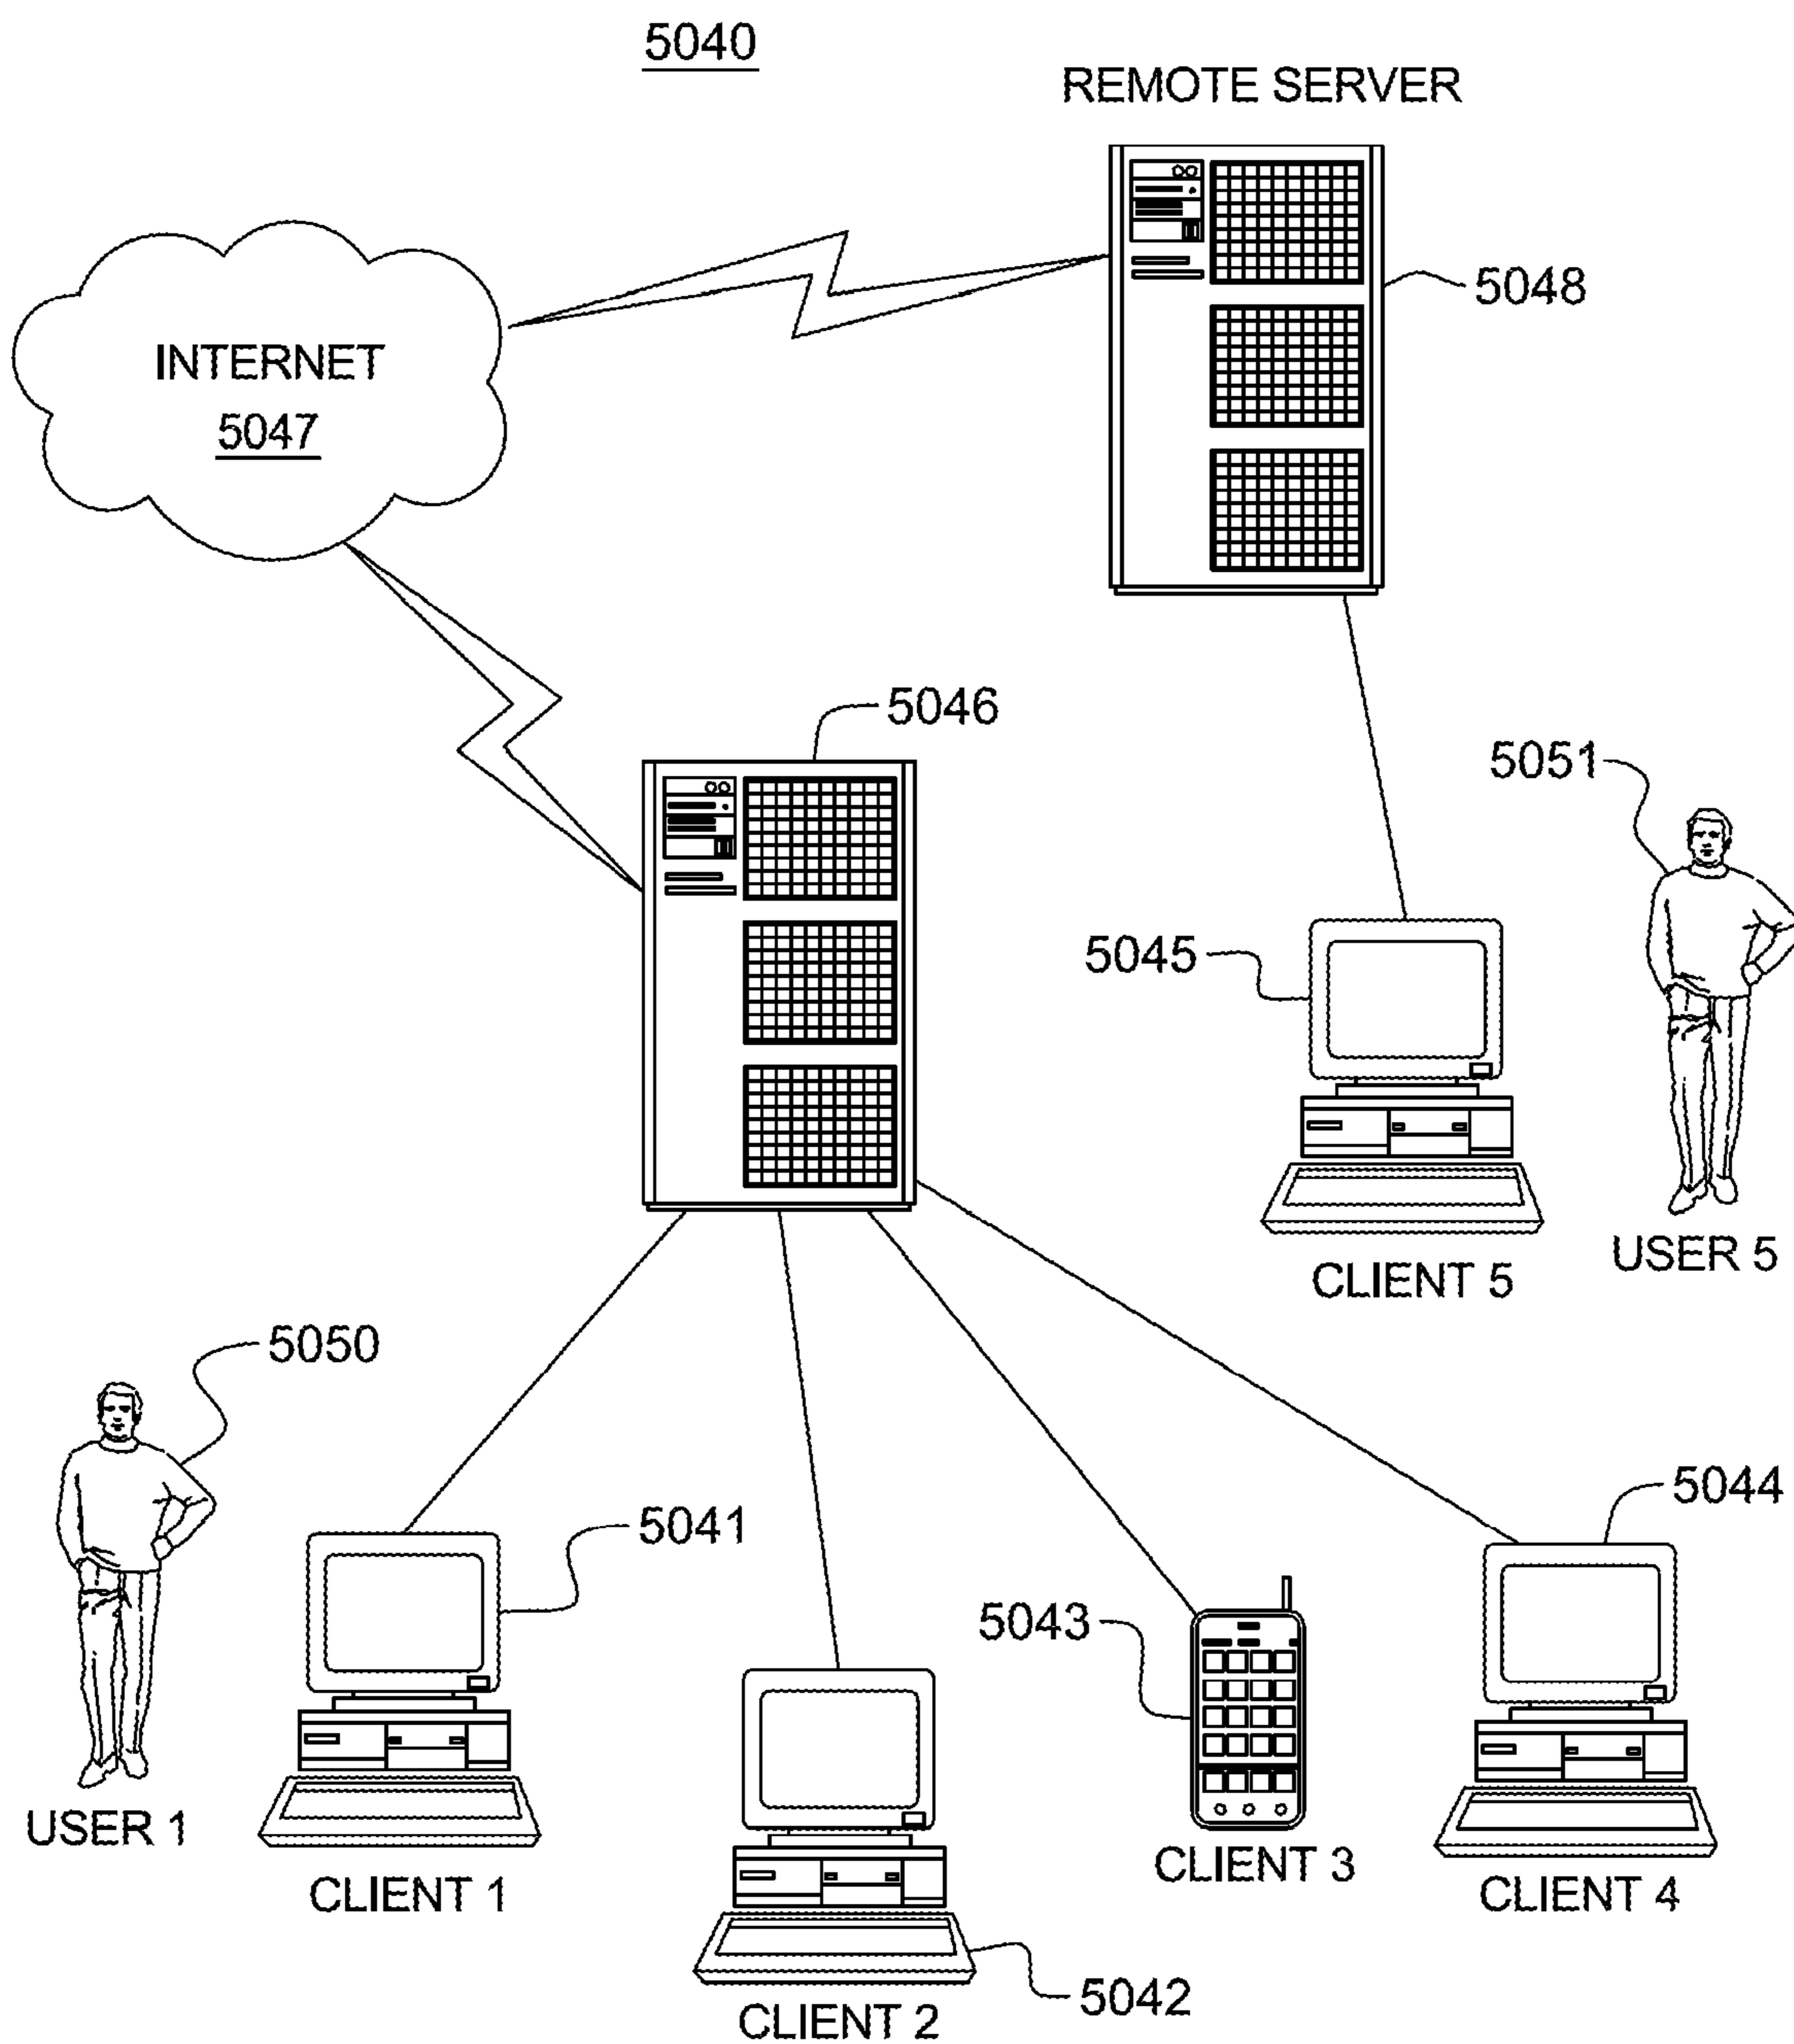 5040
REMOTE SERVER
5048
INTERNET
5047
5046
5051
5045
CLIENT 5
USER 5
5050
5041
5044
5043
USER 1
CLIENT 1
CLIENT 3
CLIENT 4
5042
CLIENT 2